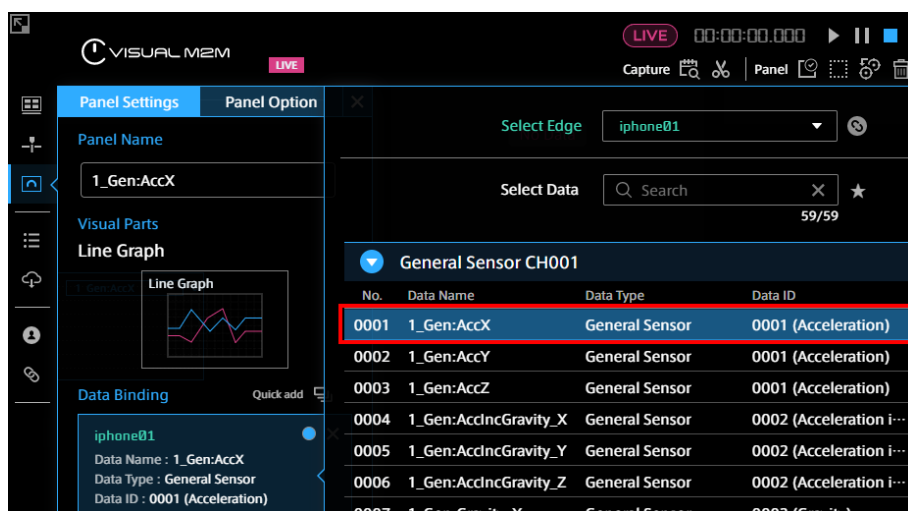 VISUAL M2M
LIVE
LIVE 00:00:00.000
Capture Panel
Panel Settings Panel Option
Panel Name
1_Gen:AccX
Visual Parts
Line Graph
Line Graph
Data Binding Quick add
iphone01
Data Name : 1_Gen:AccX
Data Type : General Sensor
Data ID : 0001 (Acceleration)
Select Edge iphone01
Select Data Search
59/59
General Sensor CH001
No. Data Name Data Type Data ID
0001 1_Gen:AccX General Sensor 0001 (Acceleration)
0002 1_Gen:AccY General Sensor 0001 (Acceleration)
0003 1_Gen:AccZ General Sensor 0001 (Acceleration)
0004 1_Gen:AccIncGravity_X General Sensor 0002 (Acceleration i···
0005 1_Gen:AccIncGravity_Y General Sensor 0002 (Acceleration i···
0006 1_Gen:AccIncGravity_Z General Sensor 0002 (Acceleration i···